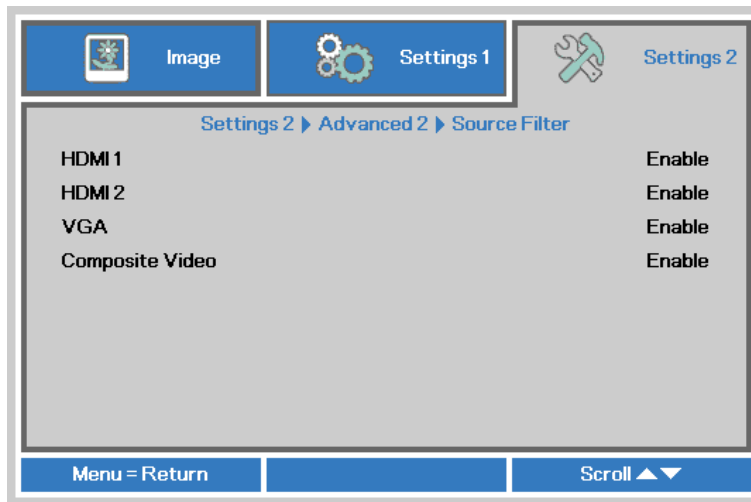 Image
Settings 1
Settings 2
Settings 2 ▶ Advanced 2 ▶ Source Filter
HDMI 1 Enable
HDMI 2 Enable
VGA Enable
Composite Video Enable
Menu = Return
Scroll ▲▼